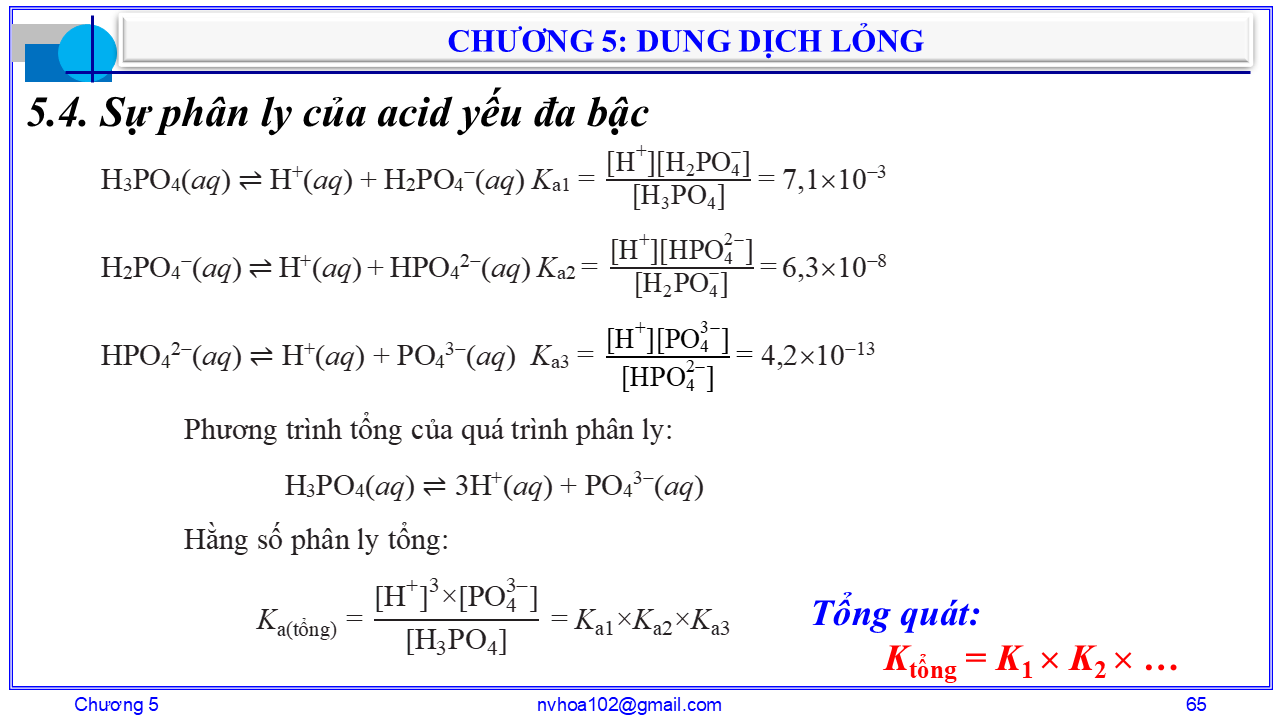 CHƯƠNG 5: DUNG DỊCH LỎNG
5.4. Sự phân ly của acid yếu đa bậc
H₃PO₄(aq) ⇌ H⁺(aq) + H₂PO₄⁻(aq) Kₐ₁ = [H⁺][H₂PO₄⁻] / [H₃PO₄] = 7,1×10⁻³
H₂PO₄⁻(aq) ⇌ H⁺(aq) + HPO₄²⁻(aq) Kₐ₂ = [H⁺][HPO₄²⁻] / [H₂PO₄⁻] = 6,3×10⁻⁸
HPO₄²⁻(aq) ⇌ H⁺(aq) + PO₄³⁻(aq) Kₐ₃ = [H⁺][PO₄³⁻] / [HPO₄²⁻] = 4,2×10⁻¹³
Phương trình tổng của quá trình phân ly:
H₃PO₄(aq) ⇌ 3H⁺(aq) + PO₄³⁻(aq)
Hằng số phân ly tổng:
Kₐ(tổng) = [H⁺]³×[PO₄³⁻] / [H₃PO₄] = Kₐ₁×Kₐ₂×Kₐ₃
Tổng quát:
Ktổng = K₁ × K₂ × …
Chương 5
nvhoa102@gmail.com
65